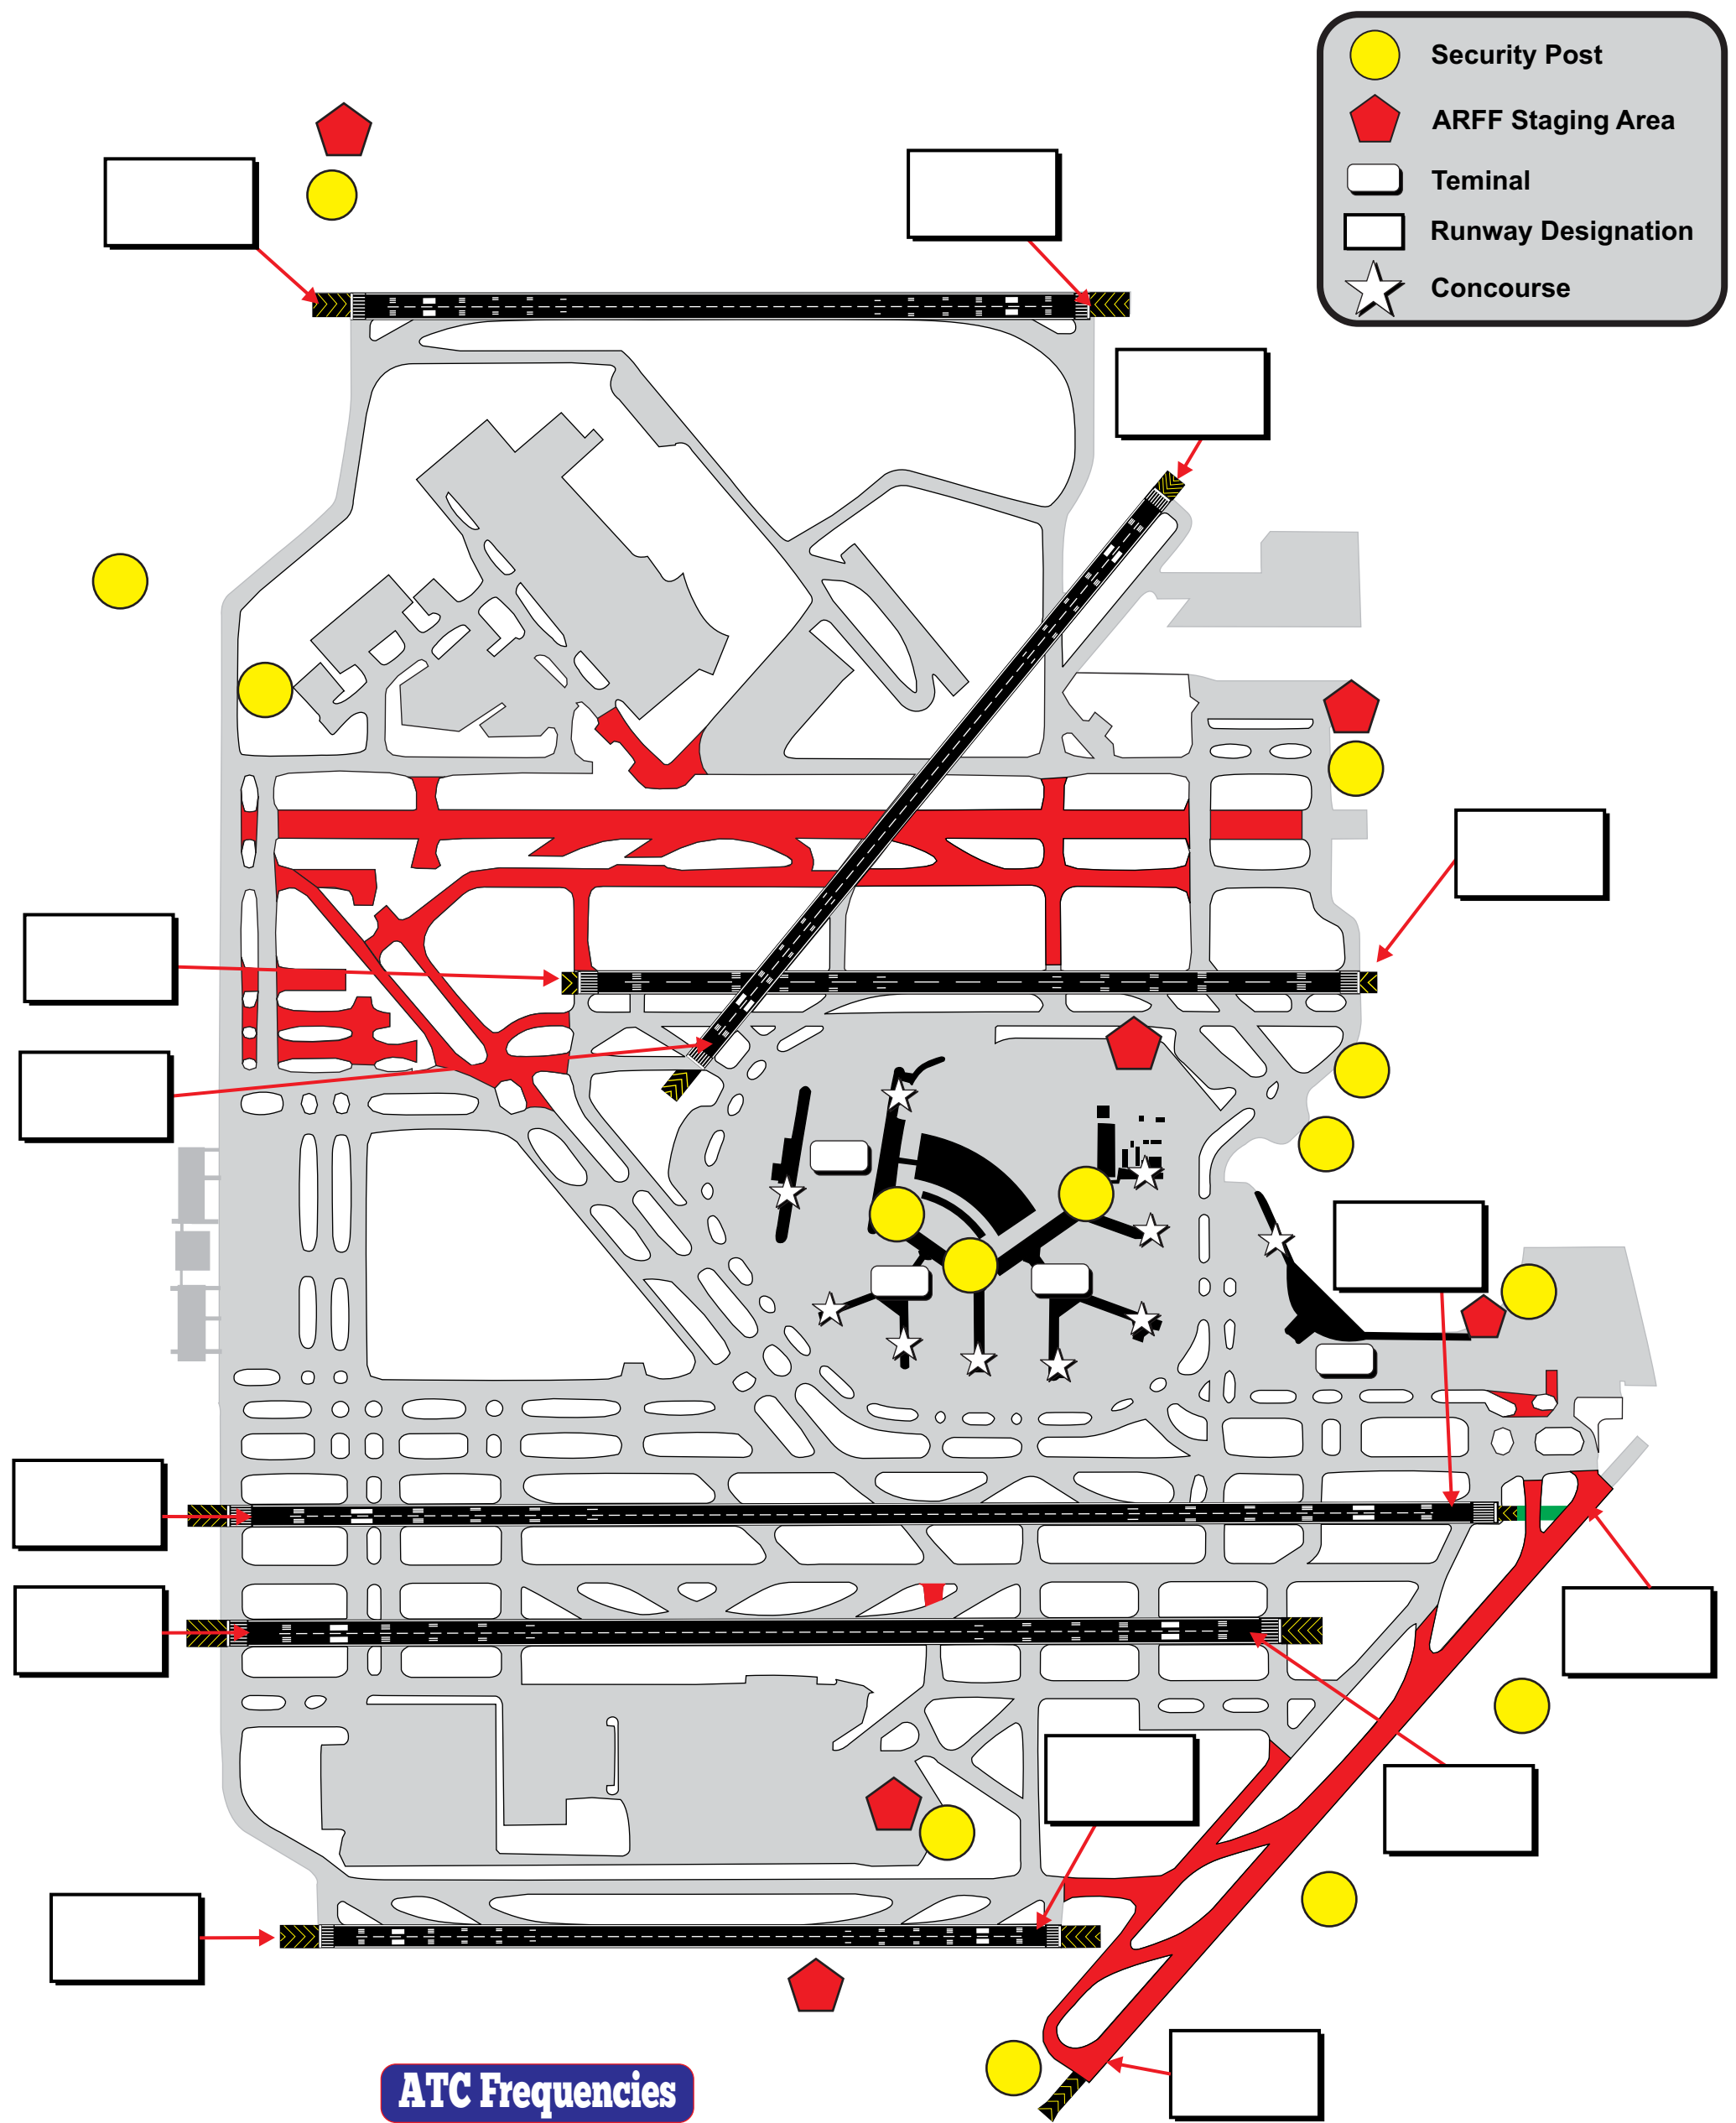 Security Post
ARFF Staging Area
Teminal
Runway Designation
Concourse
ATC Frequencies